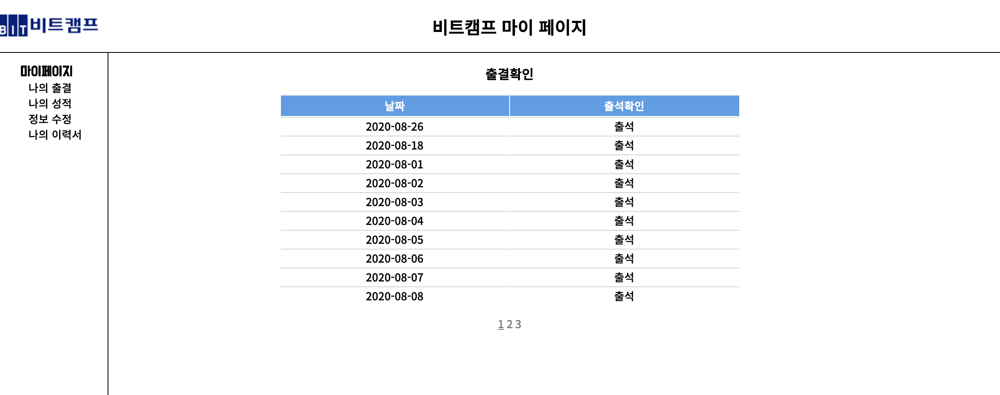 BIT 비트캠프
비트캠프 마이 페이지
마이페이지
나의 출결
나의 성적
정보 수정
나의 이력서
출결확인
날짜 출석확인
2020-08-26 출석
2020-08-18 출석
2020-08-01 출석
2020-08-02 출석
2020-08-03 출석
2020-08-04 출석
2020-08-05 출석
2020-08-06 출석
2020-08-07 출석
2020-08-08 출석
1 2 3